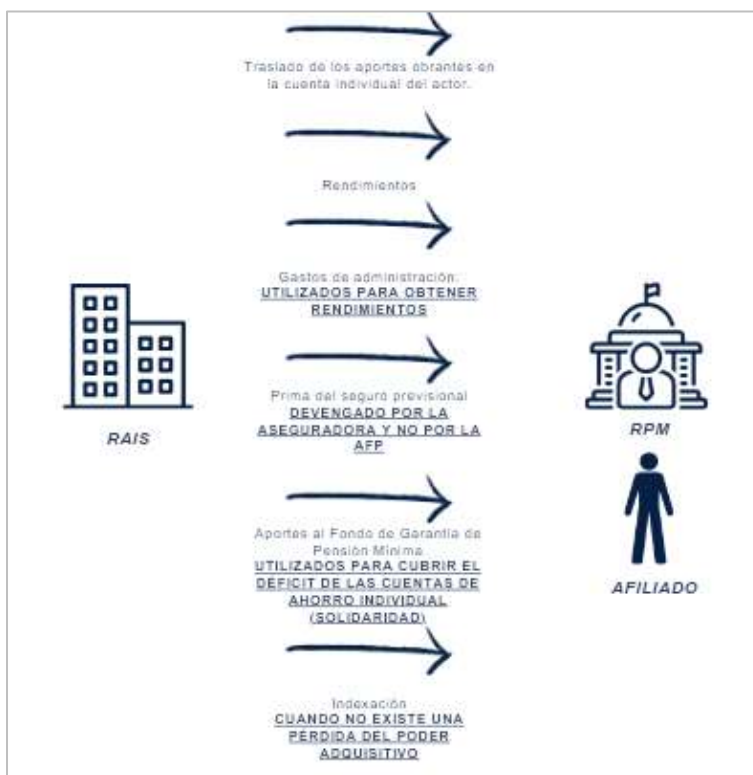 Traslado de los aportes obrantes en
la cuenta individual del actor.
Rendimientos
Gastos de administración.
UTILIZADOS PARA OBTENER
RENDIMIENTOS
Prima del seguro previsional
DEVENGADO POR LA
ASEGURADORA Y NO POR LA
AFP
RAIS
RPM
Aportes al Fondo de Garantía de
Pensión Mínima
UTILIZADOS PARA CUBRIR EL
DÉFICIT DE LAS CUENTAS DE
AHORRO INDIVIDUAL
(SOLIDARIDAD)
AFILIADO
Indexación
CUANDO NO EXISTE UNA
PÉRDIDA DEL PODER
ADQUISITIVO